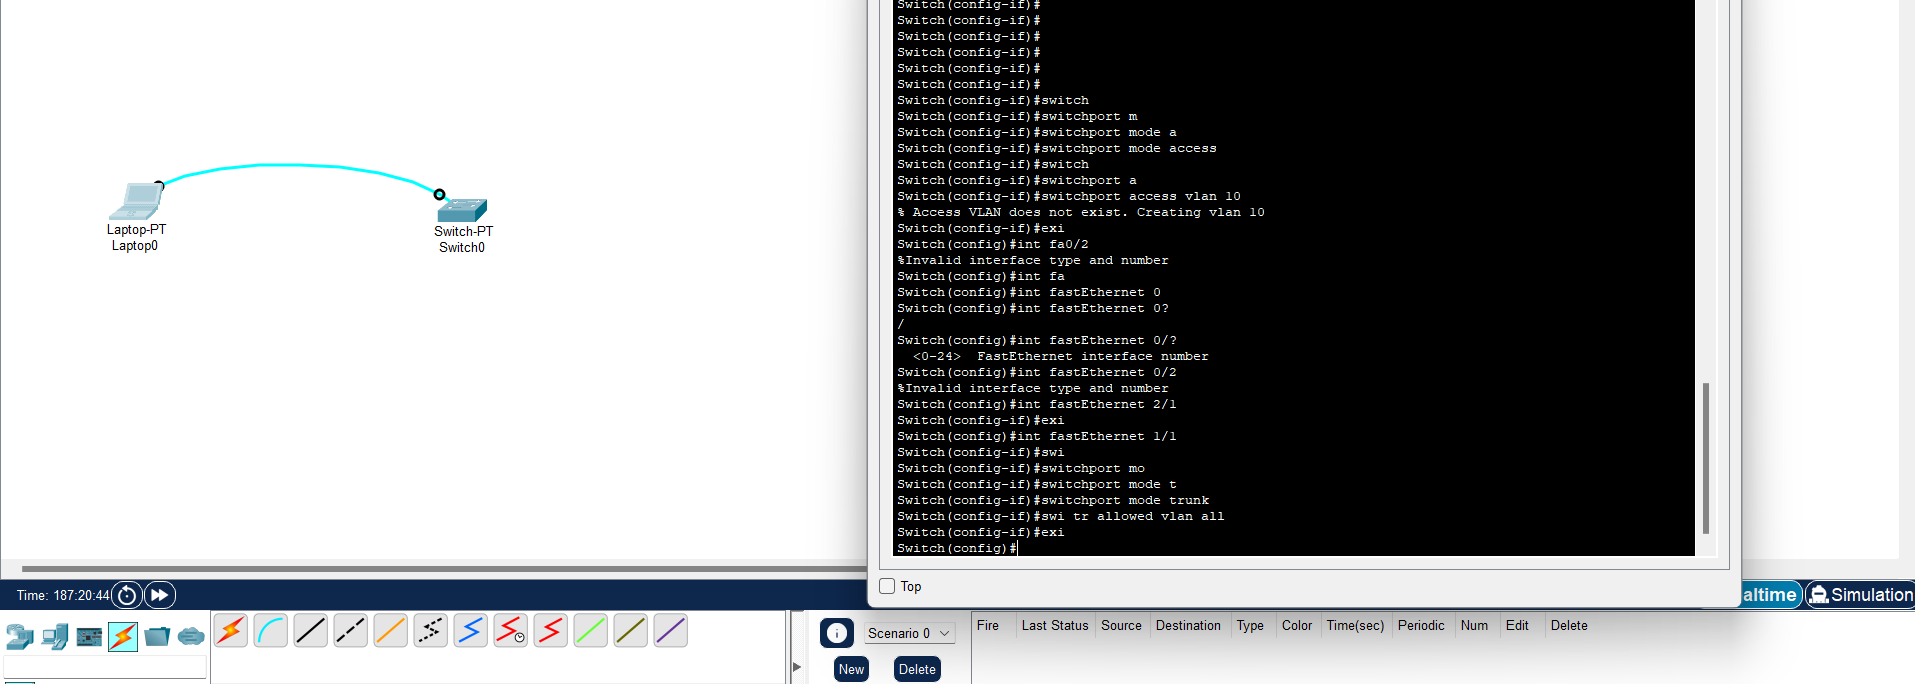 Switch(config-if)#
Switch(config-if)#
Switch(config-if)#
Switch(config-if)#
Switch(config-if)#
Switch(config-if)#
Switch(config-if)#switch
Switch(config-if)#switchport m
Switch(config-if)#switchport mode a
Switch(config-if)#switchport mode access
Switch(config-if)#switch
Switch(config-if)#switchport a
Switch(config-if)#switchport access vlan 10
% Access VLAN does not exist. Creating vlan 10
Switch(config-if)#exi
Switch(config)#int fa0/2
%Invalid interface type and number
Switch(config)#int fa
Switch(config)#int fastEthernet 0
Switch(config)#int fastEthernet 0?
/
Switch(config)#int fastEthernet 0/?
<0-24>  FastEthernet interface number
Switch(config)#int fastEthernet 0/2
%Invalid interface type and number
Switch(config)#int fastEthernet 2/1
Switch(config-if)#exi
Switch(config)#int fastEthernet 1/1
Switch(config-if)#swi
Switch(config-if)#switchport mo
Switch(config-if)#switchport mode t
Switch(config-if)#switchport mode trunk
Switch(config-if)#swi tr allowed vlan all
Switch(config-if)#exi
Switch(config)#
Laptop-PT
Laptop0
Switch-PT
Switch0
Top
Time: 187:20:44
altime
Simulation
Scenario 0
New
Delete
Fire Last Status Source Destination Type Color Time(sec) Periodic Num Edit Delete